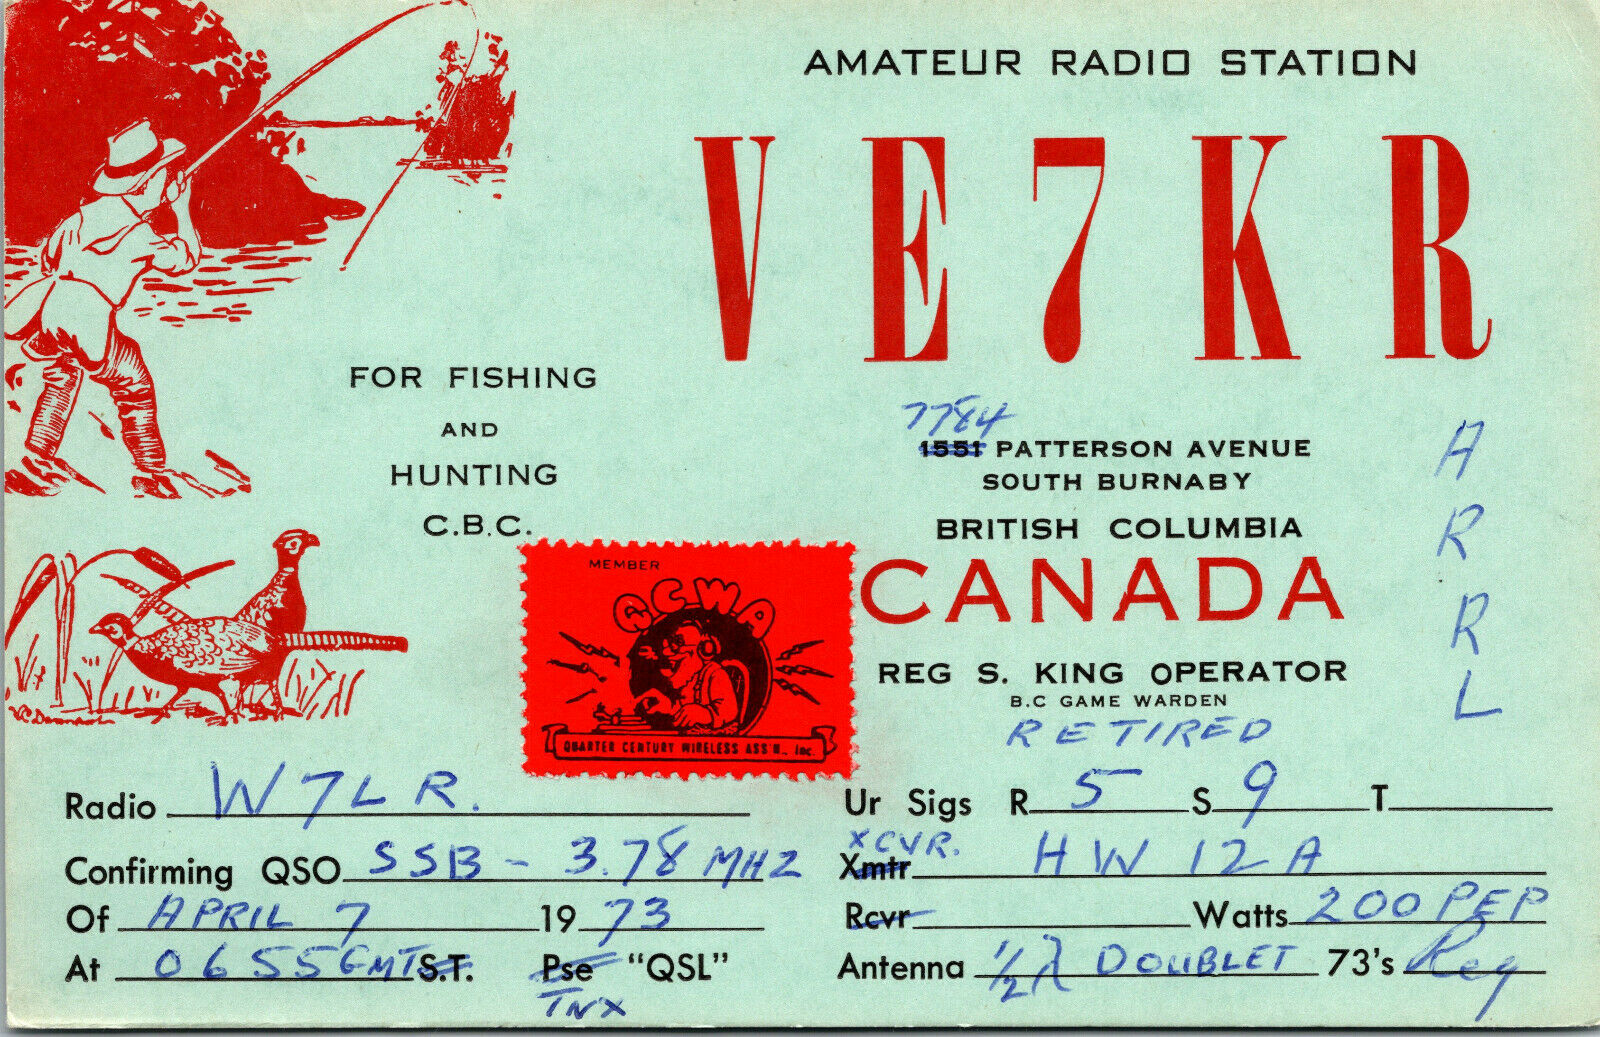 AMATEUR RADIO STATION
VE7KR
FOR FISHING
AND
HUNTING
C.B.C.
7784
1551 PATTERSON AVENUE
SOUTH BURNABY
BRITISH COLUMBIA
CANADA
REG S. KING OPERATOR
B.C GAME WARDEN
RETIRED
ARRL
MEMBER
QCWA
QUARTER CENTURY WIRELESS ASS'N., Inc.
Radio W7LR.
Ur Sigs R 5 S 9 T
Confirming QSO SSB - 3.78 MHZ
XCVR.
Xmtr HW 12A
Of APRIL 7 1973
Rcvr Watts 200 PEP
At 0655 GMT S.T. Pse "QSL"
TNX
Antenna 1/2 λ DOUBLET 73's Reg